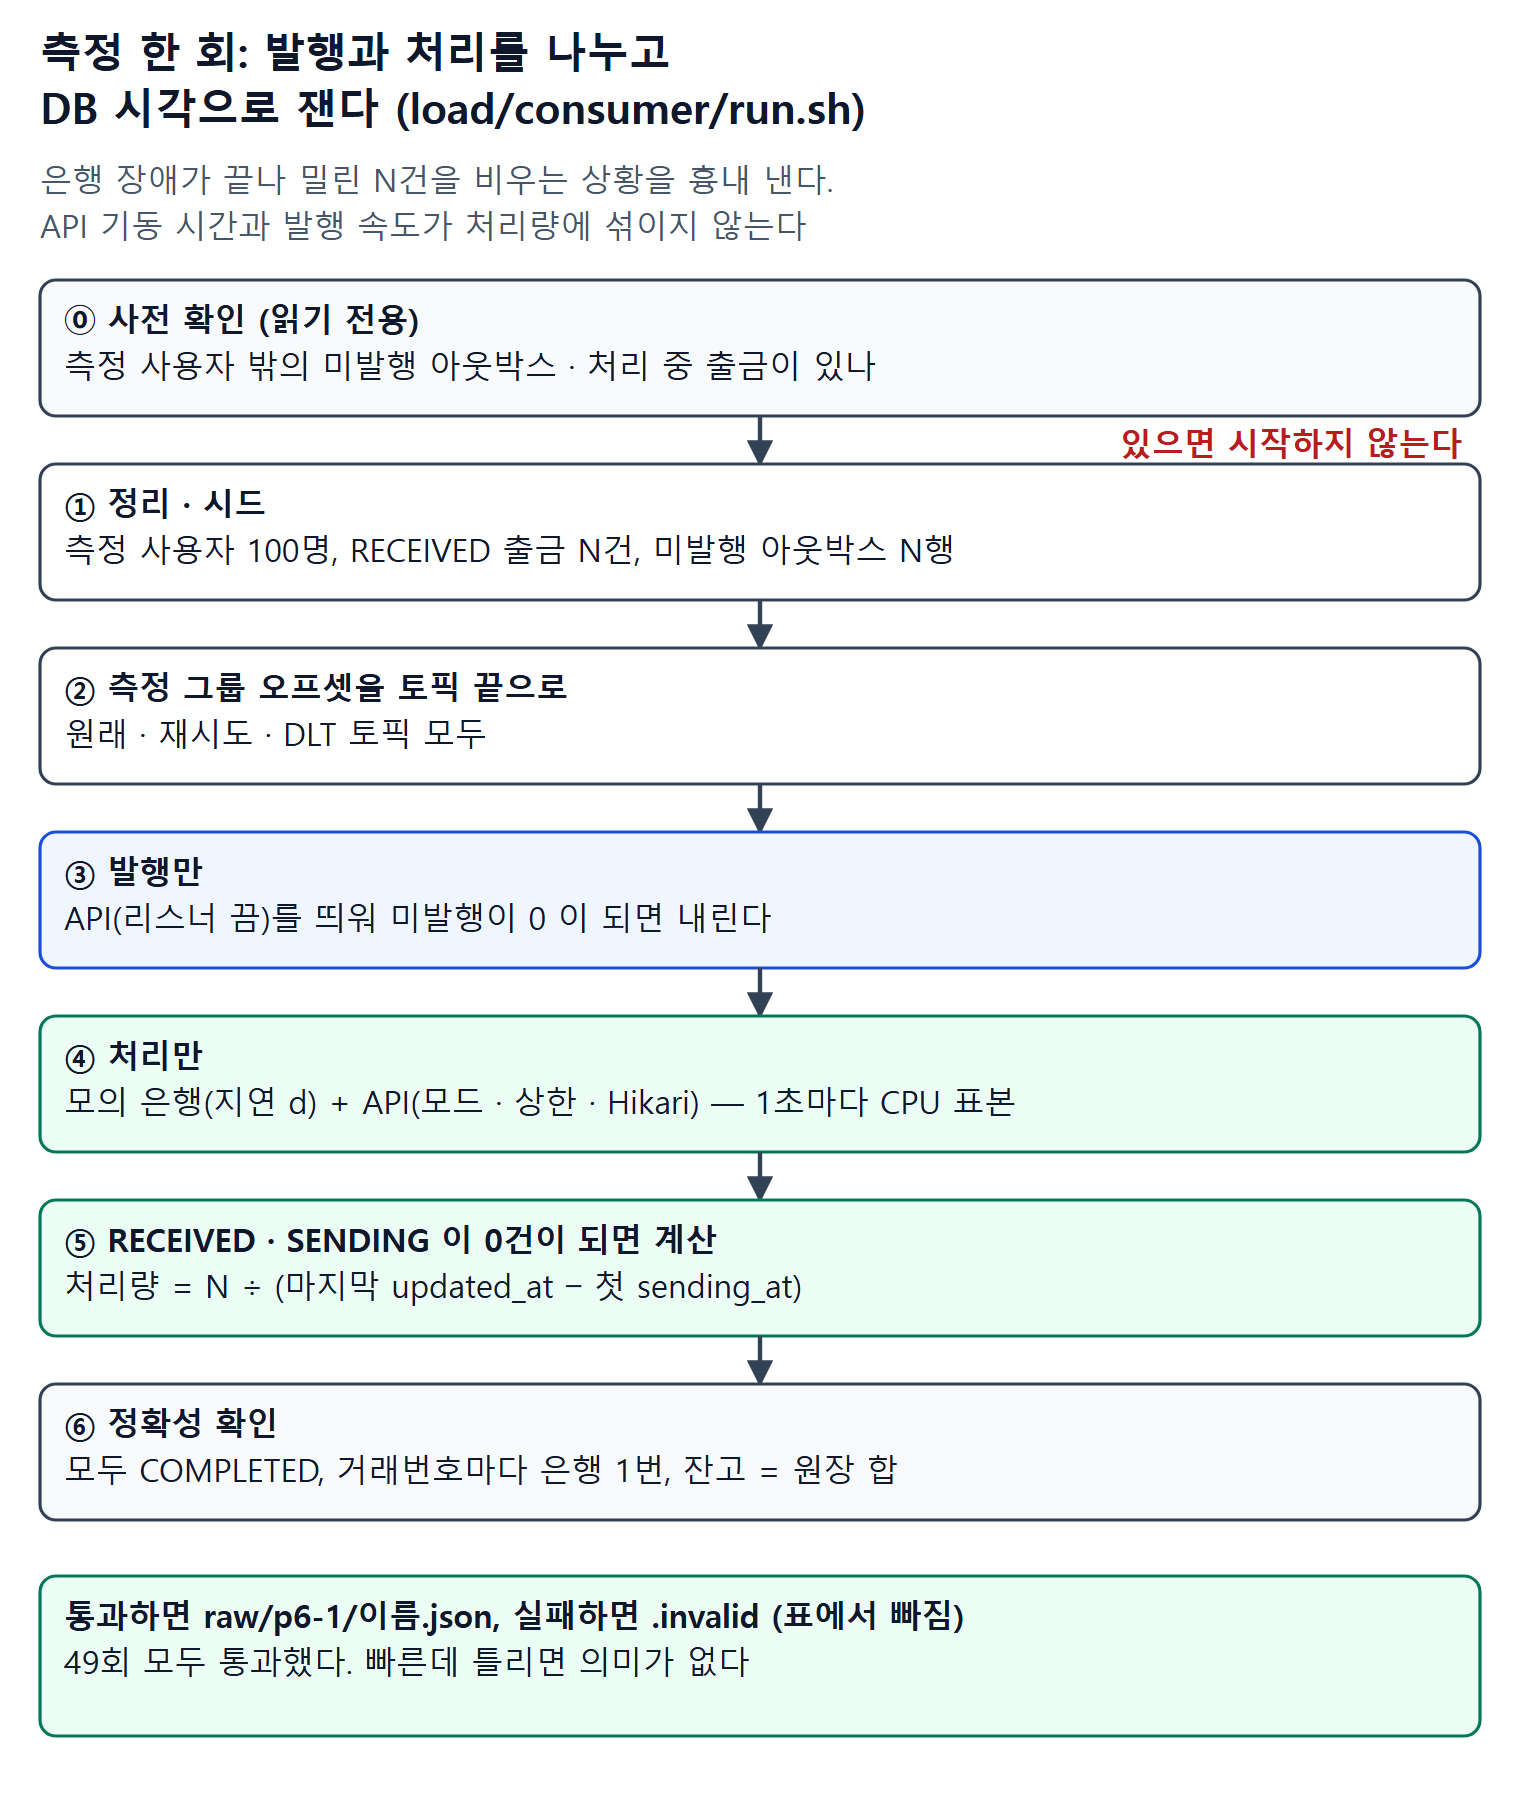 측정 한 회: 발행과 처리를 나누고
DB 시각으로 잰다 (load/consumer/run.sh)
은행 장애가 끝나 밀린 N건을 비우는 상황을 흉내 낸다.
API 기동 시간과 발행 속도가 처리량에 섞이지 않는다
⓪ 사전 확인 (읽기 전용)
측정 사용자 밖의 미발행 아웃박스 · 처리 중 출금이 있나
있으면 시작하지 않는다
① 정리 · 시드
측정 사용자 100명, RECEIVED 출금 N건, 미발행 아웃박스 N행
② 측정 그룹 오프셋을 토픽 끝으로
원래 · 재시도 · DLT 토픽 모두
③ 발행만
API(리스너 끔)를 띄워 미발행이 0 이 되면 내린다
④ 처리만
모의 은행(지연 d) + API(모드 · 상한 · Hikari) — 1초마다 CPU 표본
⑤ RECEIVED · SENDING 이 0건이 되면 계산
처리량 = N ÷ (마지막 updated_at − 첫 sending_at)
⑥ 정확성 확인
모두 COMPLETED, 거래번호마다 은행 1번, 잔고 = 원장 합
통과하면 raw/p6-1/이름.json, 실패하면 .invalid (표에서 빠짐)
49회 모두 통과했다. 빠른데 틀리면 의미가 없다